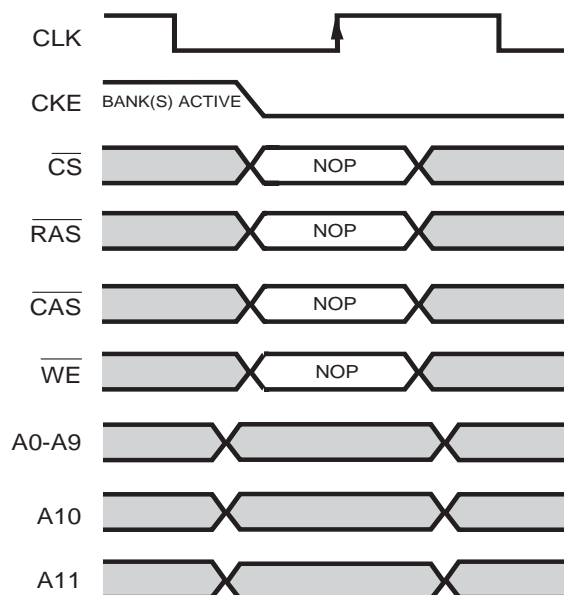 CLK
CKE BANK(S) ACTIVE
CS NOP
RAS NOP
CAS NOP
WE NOP
A0-A9
A10
A11